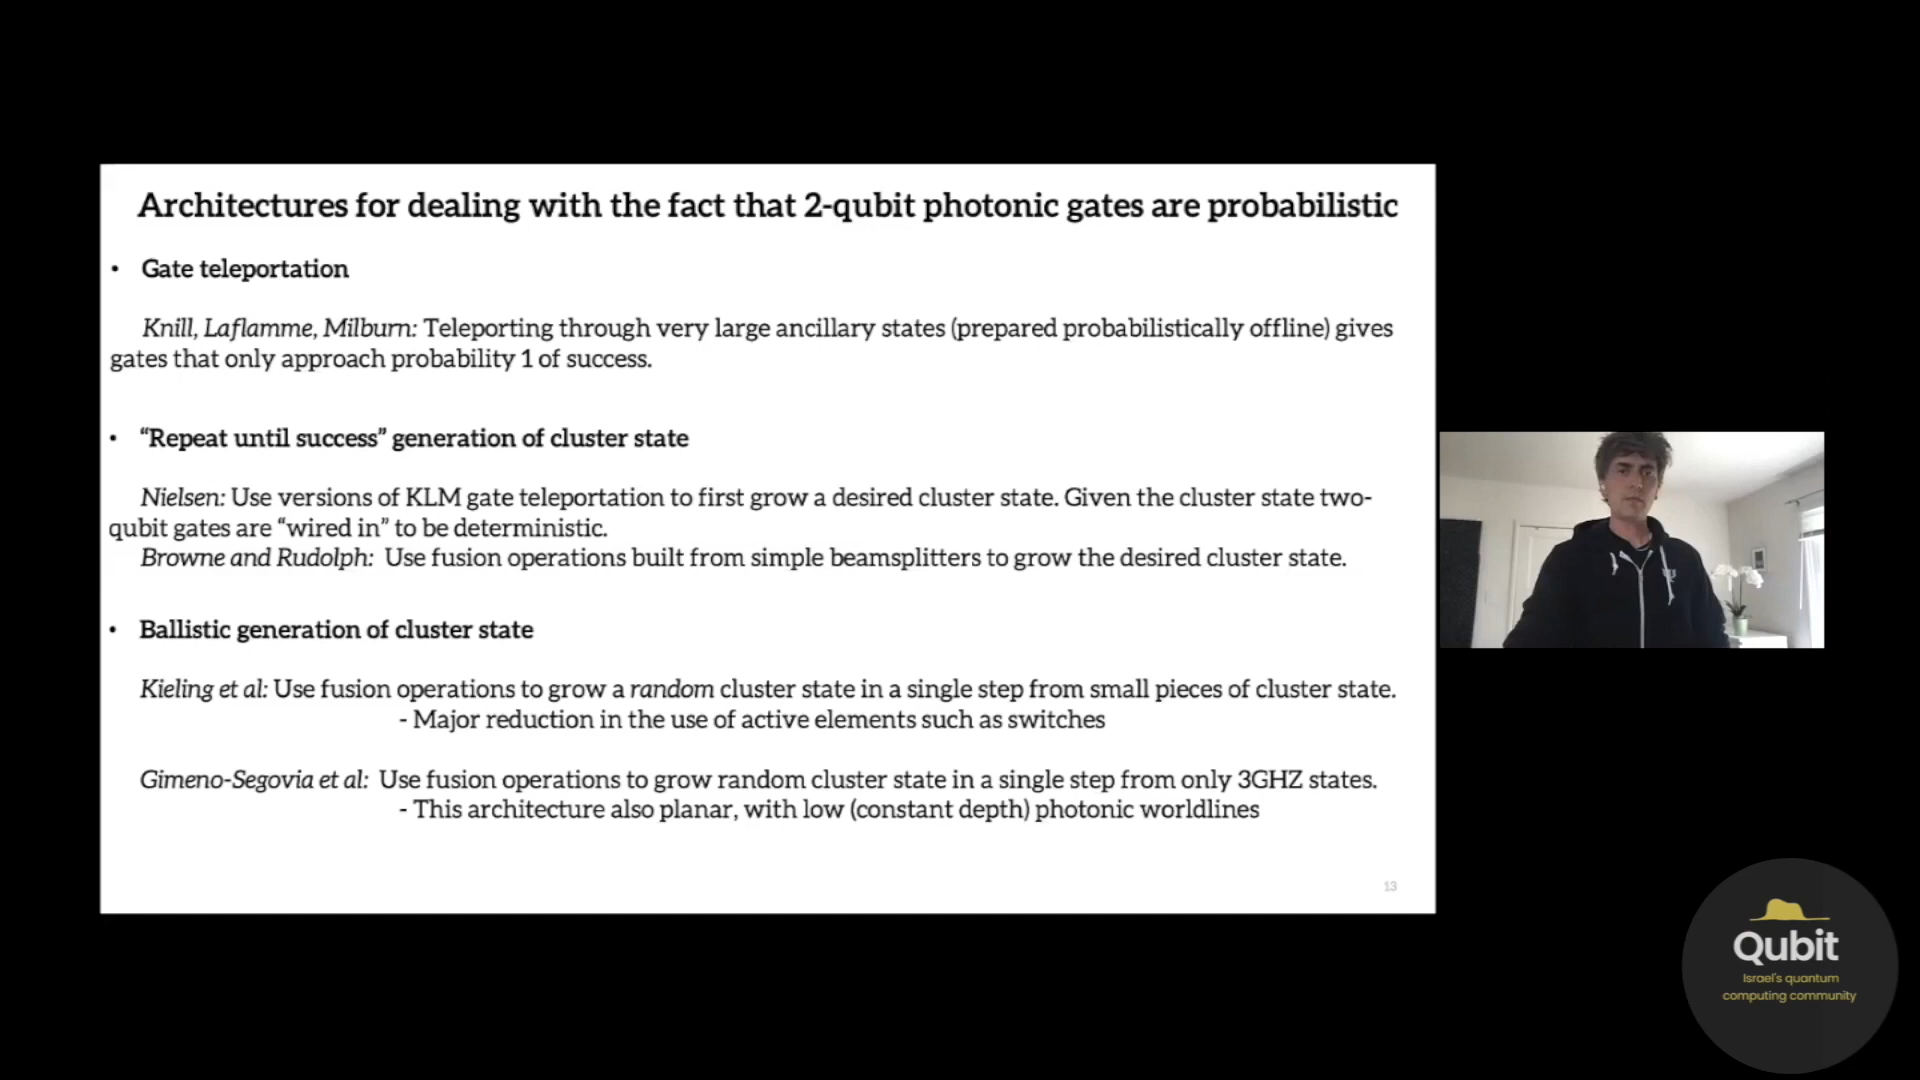 Architectures for dealing with the fact that 2-qubit photonic gates are probabilistic
• Gate teleportation
Knill, Laflamme, Milburn: Teleporting through very large ancillary states (prepared probabilistically offline) gives
gates that only approach probability 1 of success.
• “Repeat until success” generation of cluster state
Nielsen: Use versions of KLM gate teleportation to first grow a desired cluster state. Given the cluster state two-
qubit gates are “wired in” to be deterministic.
Browne and Rudolph: Use fusion operations built from simple beamsplitters to grow the desired cluster state.
• Ballistic generation of cluster state
Kieling et al: Use fusion operations to grow a random cluster state in a single step from small pieces of cluster state.
- Major reduction in the use of active elements such as switches
Gimeno-Segovia et al: Use fusion operations to grow random cluster state in a single step from only 3GHZ states.
- This architecture also planar, with low (constant depth) photonic worldlines
13
Qubit
Israel's quantum
computing community